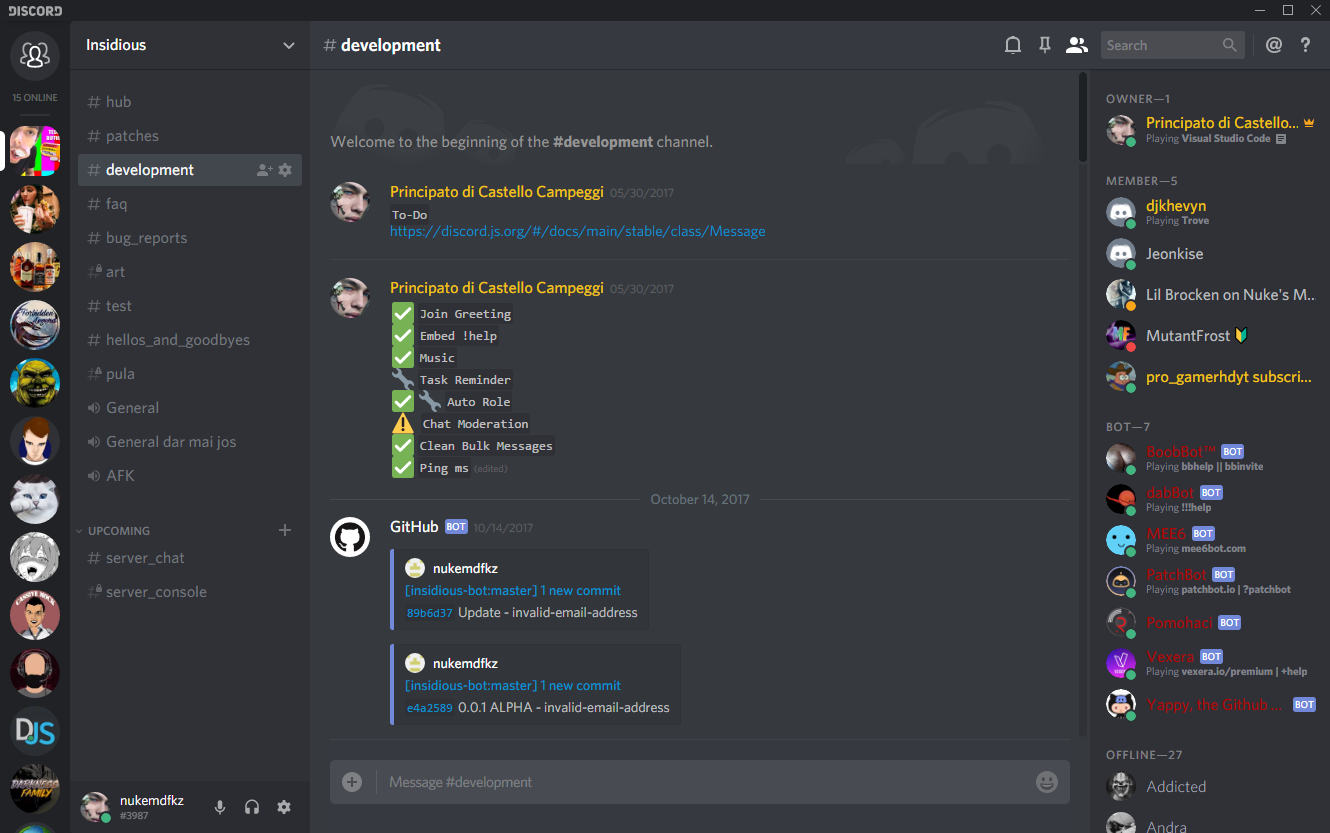 DISCORD
15 ONLINE
Insidious
# hub
# patches
# development
# faq
# bug_reports
# art
# test
# hellos_and_goodbyes
# pula
General
General dar mai jos
AFK
UPCOMING
# server_chat
# server_console
nukemdfkz
#3987
# development
Search
@ ?
Welcome to the beginning of the #development channel.
Principato di Castello Campeggi 05/30/2017
To-Do
https://discord.js.org/#/docs/main/stable/class/Message
Principato di Castello Campeggi 05/30/2017
✅ Join Greeting
✅ Embed !help
✅ Music
🔧 Task Reminder
✅ 🔧 Auto Role
⚠ Chat Moderation
✅ Clean Bulk Messages
✅ Ping ms (edited)
October 14, 2017
GitHub BOT 10/14/2017
nukemdfkz
[insidious-bot:master] 1 new commit
89b6d37 Update - invalid-email-address
nukemdfkz
[insidious-bot:master] 1 new commit
e4a2589 0.0.1 ALPHA - invalid-email-address
Message #development
OWNER—1
Principato di Castello...
Playing Visual Studio Code
MEMBER—5
djkhevyn
Playing Trove
Jeonkise
Lil Brocken on Nuke's M...
MutantFrost
pro_gamerhdyt subscri...
BOT—7
BoobBot™ BOT
Playing bbhelp || bbinvite
dabBot BOT
Playing !!!help
MEE6 BOT
Playing mee6bot.com
PatchBot BOT
Playing patchbot.io | ?patchbot
Pomohaci BOT
Vexera BOT
Playing vexera.io/premium | +help
Yappy, the Github ... BOT
OFFLINE—27
Addicted
Andra